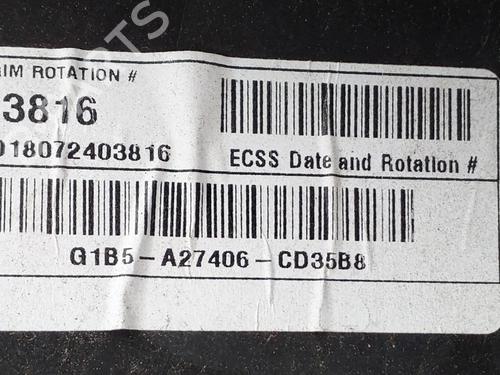 IM ROTATION #
3816
018072403816
ECSS Date and Rotation #
G1B5-A27406-CD35B8